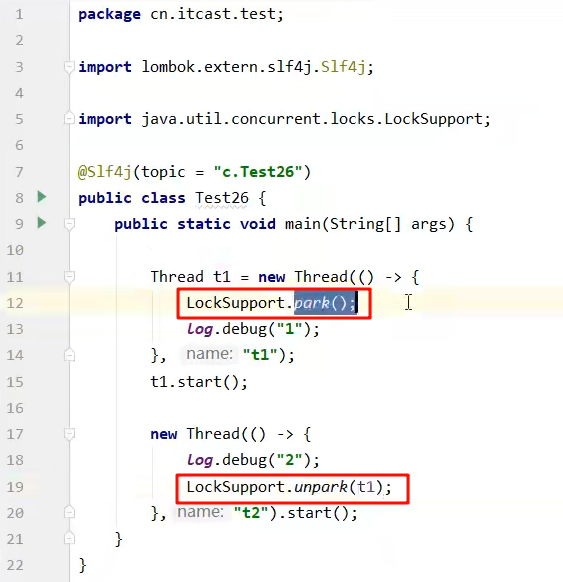 1 package cn.itcast.test;
2
3 import lombok.extern.slf4j.Slf4j;
4
5 import java.util.concurrent.locks.LockSupport;
6
7 @Slf4j(topic = "c.Test26")
8 public class Test26 {
9 public static void main(String[] args) {
10
11 Thread t1 = new Thread(() -> {
12 LockSupport.park();
13 log.debug("1");
14 }, name: "t1");
15 t1.start();
16
17 new Thread(() -> {
18 log.debug("2");
19 LockSupport.unpark(t1);
20 }, name: "t2").start();
21 }
22 }